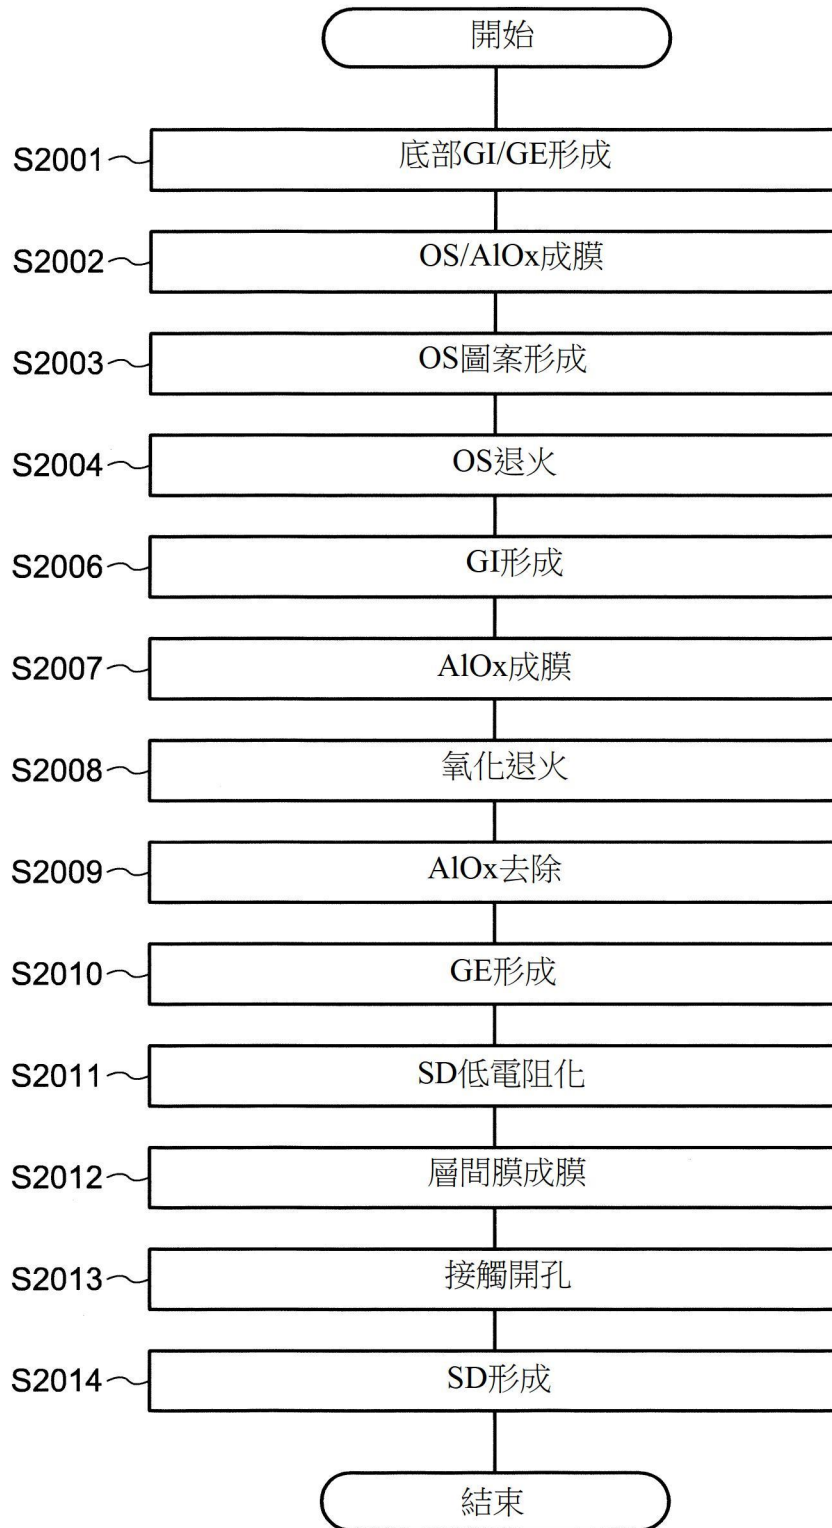 開始
S2001 底部GI/GE形成
S2002 OS/AlOx成膜
S2003 OS圖案形成
S2004 OS退火
S2006 GI形成
S2007 AlOx成膜
S2008 氧化退火
S2009 AlOx去除
S2010 GE形成
S2011 SD低電阻化
S2012 層間膜成膜
S2013 接觸開孔
S2014 SD形成
結束